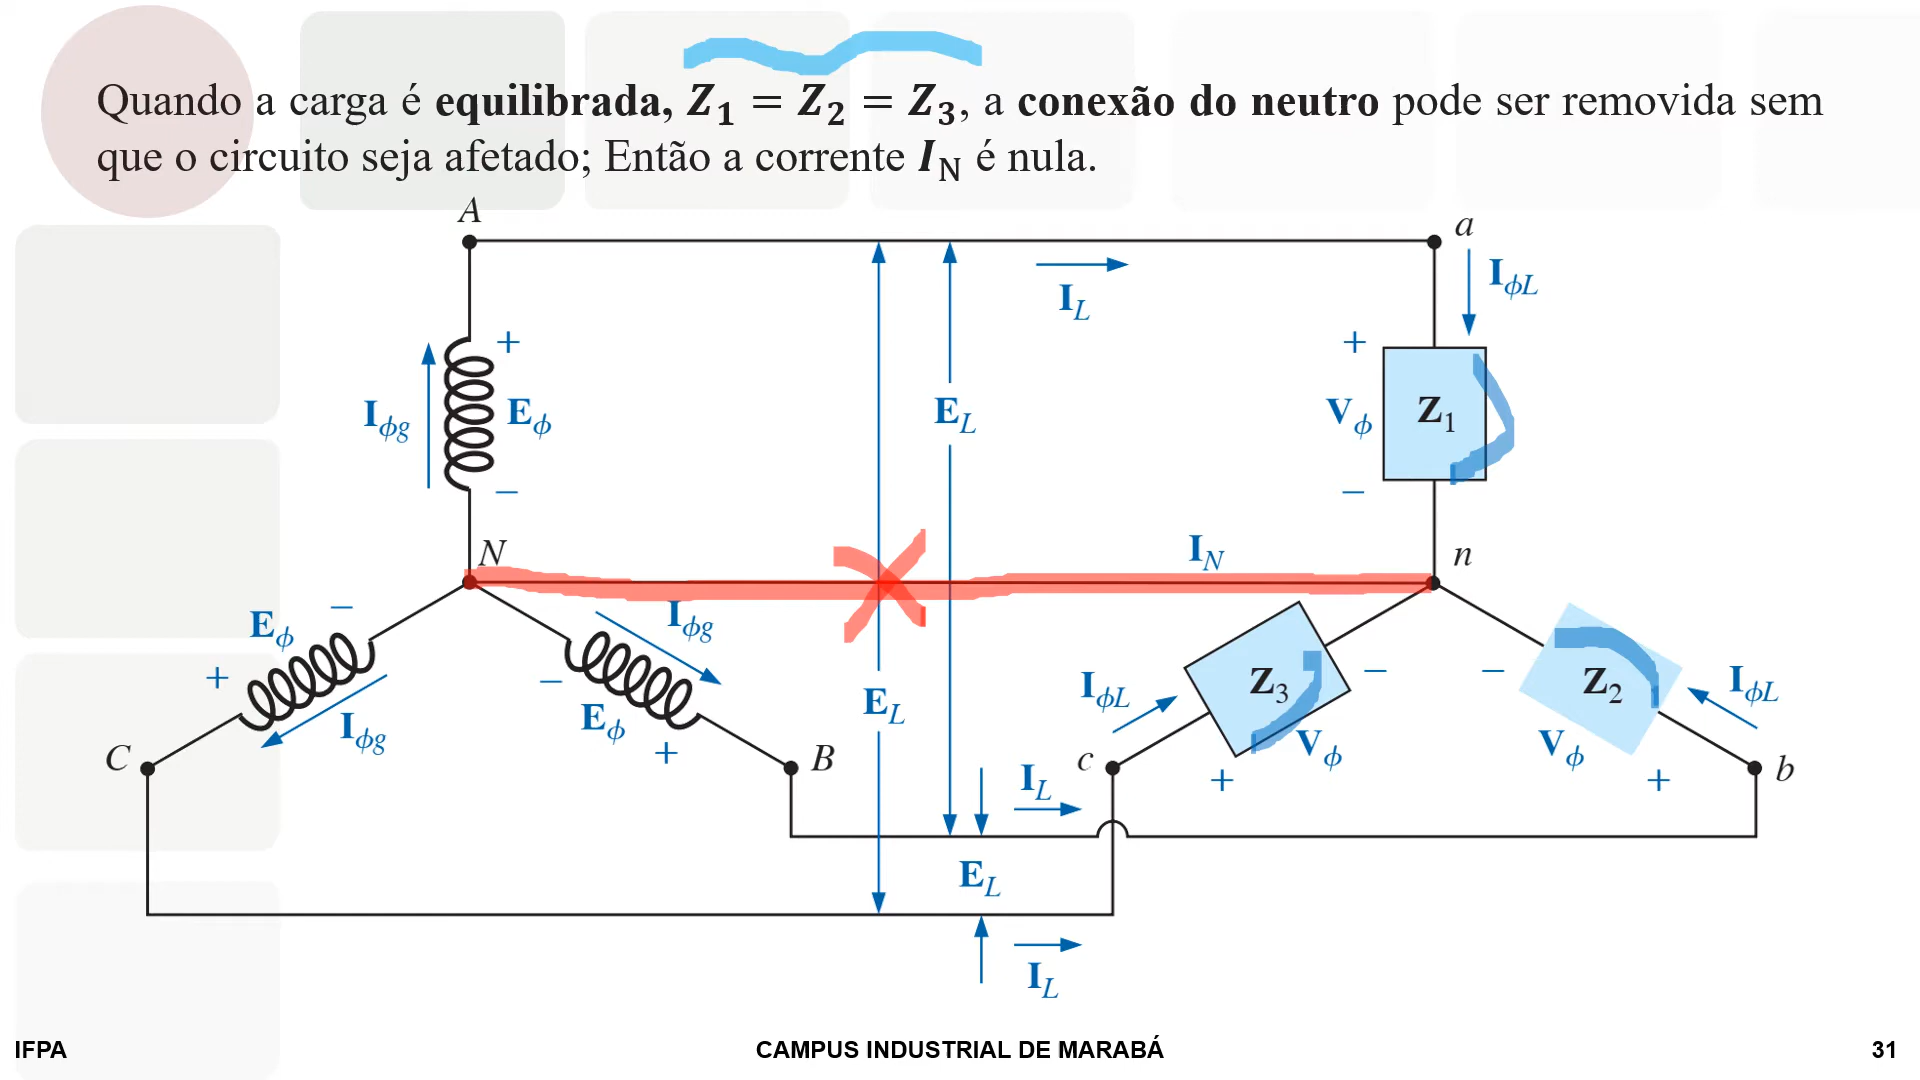 Quando a carga é equilibrada, Z₁ = Z₂ = Z₃, a conexão do neutro pode ser removida sem
que o circuito seja afetado; Então a corrente I_N é nula.
A
a
I_ϕL
I_L
+
+
I_ϕg
E_ϕ
E_L
V_ϕ
Z₁
−
−
N
I_N
n
E_ϕ
−
I_ϕg
+
−
I_ϕg
E_ϕ
+
E_L
I_ϕL
Z₃
−
−
Z₂
I_ϕL
V_ϕ
V_ϕ
C
B
c
+
+
b
I_L
E_L
I_L
IFPA
CAMPUS INDUSTRIAL DE MARABÁ
31